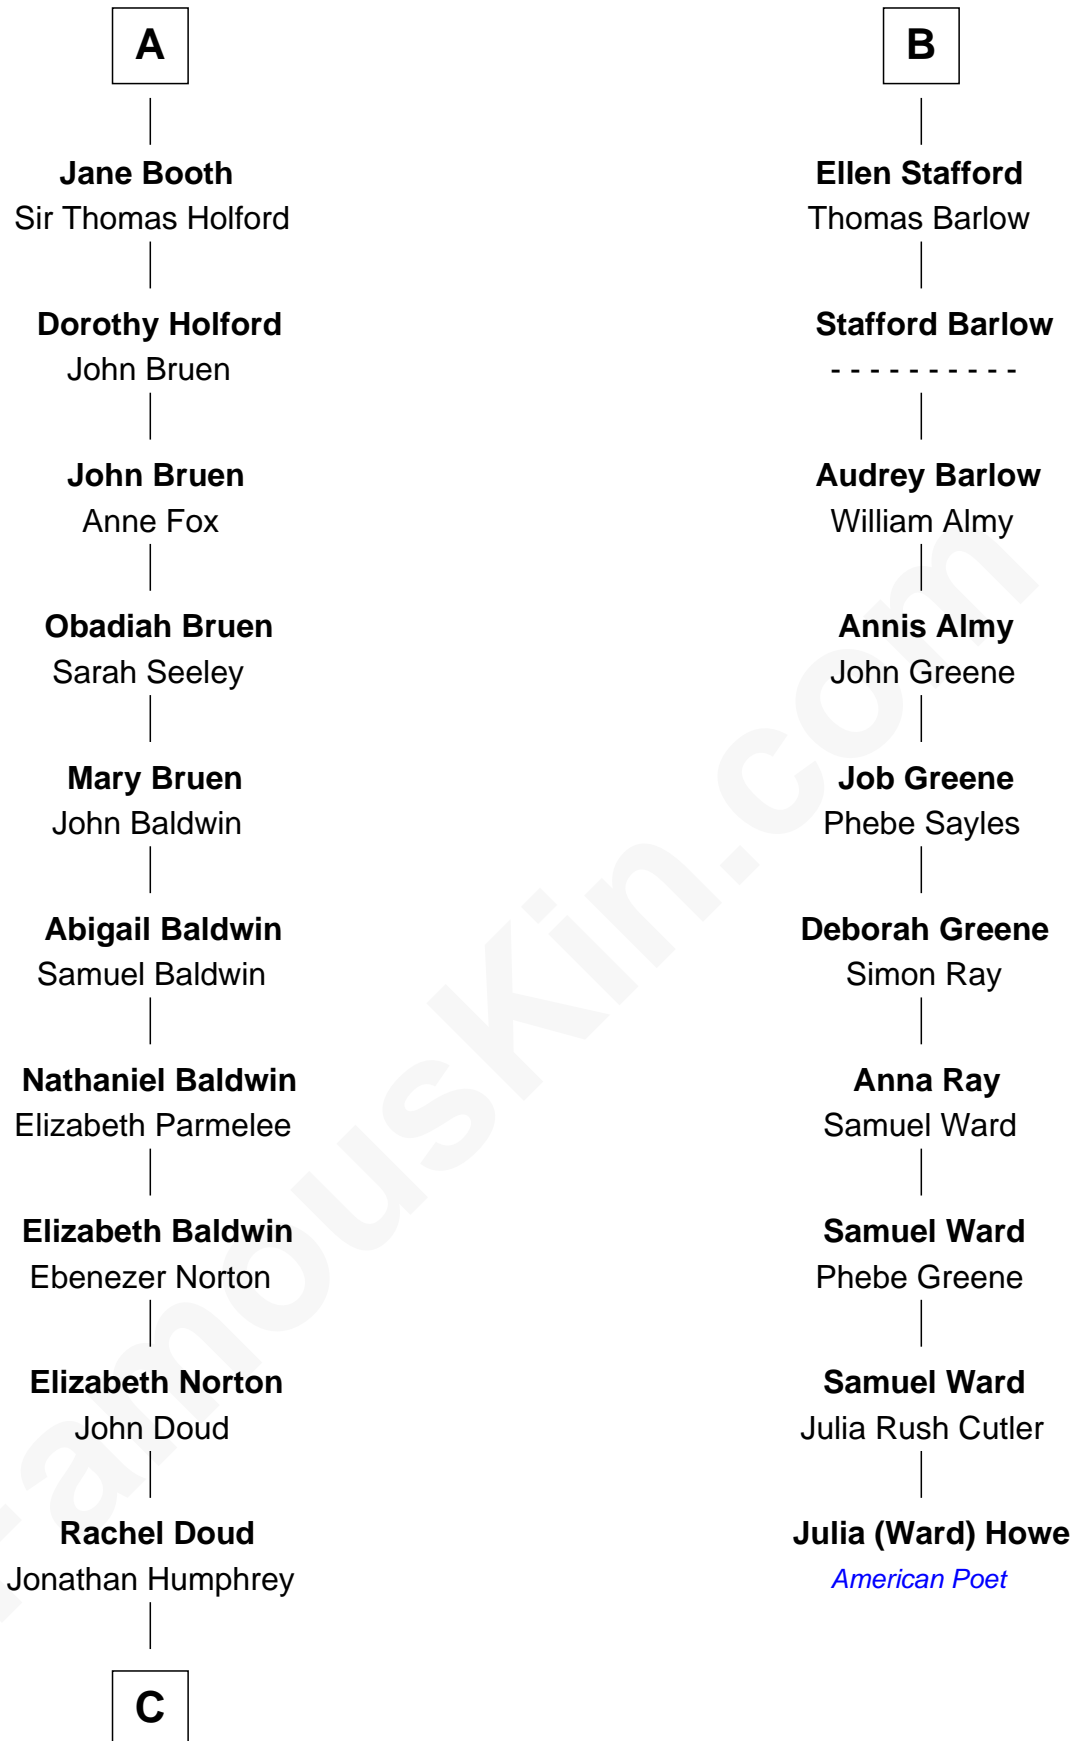 A
Jane Booth
Sir Thomas Holford
Dorothy Holford
John Bruen
John Bruen
Anne Fox
Obadiah Bruen
Sarah Seeley
Mary Bruen
John Baldwin
Abigail Baldwin
Samuel Baldwin
Nathaniel Baldwin
Elizabeth Parmelee
Elizabeth Baldwin
Ebenezer Norton
Elizabeth Norton
John Doud
Rachel Doud
Jonathan Humphrey
C
B
Ellen Stafford
Thomas Barlow
Stafford Barlow
- - - - - - - - - -
Audrey Barlow
William Almy
Annis Almy
John Greene
Job Greene
Phebe Sayles
Deborah Greene
Simon Ray
Anna Ray
Samuel Ward
Samuel Ward
Phebe Greene
Samuel Ward
Julia Rush Cutler
Julia (Ward) Howe
American Poet
FamousKin.com